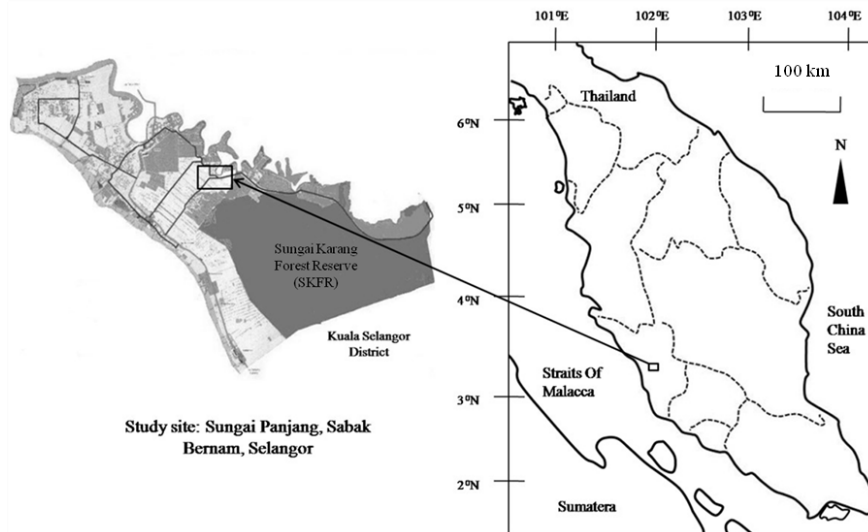 Sungai Karang
Forest Reserve
(SKFR)
Kuala Selangor
District
Study site: Sungai Panjang, Sabak
Bernam, Selangor
101°E
102°E
103°E
104°E
100 km
Thailand
N
6°N
5°N
4°N
3°N
2°N
South
China
Sea
Straits Of
Malacca
Sumatera